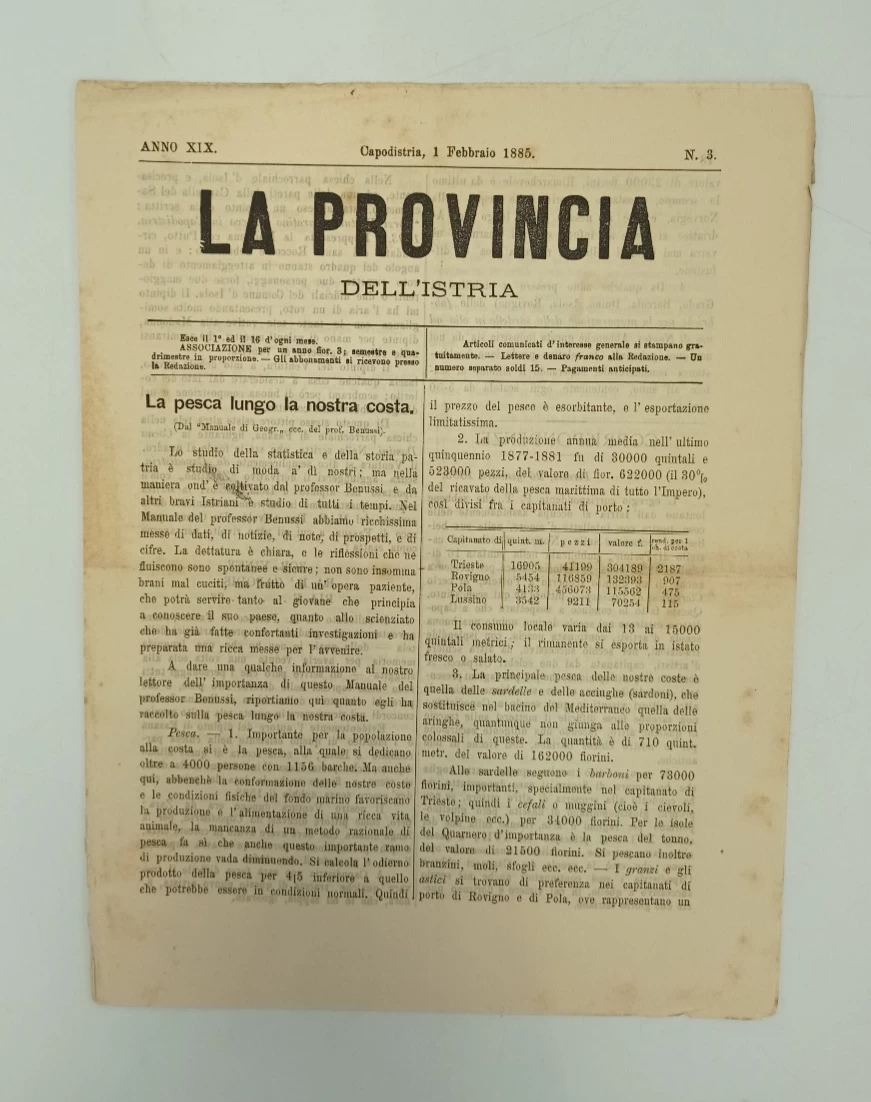 ANNO XIX.
Capodistria, 1 Febbraio 1885.
N. 3.
LA PROVINCIA
DELL'ISTRIA
Esce il 1° ed il 16 d'ogni mese.
ASSOCIAZIONE per un anno fior. 3; semestre e qua-
drimestre in proporzione. — Gli abbonamenti si ricevono presso
la Redazione.
Articoli comunicati d'interesse generale si stampano gra-
tuitamente. — Lettere e denaro franco alla Redazione. — Un
numero separato soldi 15. — Pagamenti anticipati.
La pesca lungo la nostra costa.
(Dal "Manuale di Geogr.„ ecc. del prof. Benussi).
Lo studio della statistica e della storia pa-
tria è studio di moda a' dì nostri; ma nella
maniera ond' è coltivato dal professor Benussi e da
altri bravi Istriani è studio di tutti i tempi. Nel
Manuale del professor Benussi abbiamo ricchissima
messe di dati, di notizie, di note, di prospetti, e di
cifre. La dettatura è chiara, e le riflessioni che ne
fluiscono sono spontanee e sicure; non sono insomma
brani mal cuciti, ma frutto di un' opera paziente,
che potrà servire tanto al giovane che principia
a conoscere il suo paese, quanto allo scienziato
che ha già fatte confortanti investigazioni e ha
preparata una ricca messe per l'avvenire.
A dare una qualche informazione al nostro
lettore dell' importanza di questo Manuale del
professor Benussi, riportiamo qui quanto egli ha
raccolto sulla pesca lungo la nostra costa.
Pesca. — 1. Importante per la popolazione
alla costa si è la pesca, alla quale si dedicano
oltre a 4000 persone con 1156 barche. Ma anche
qui, abbenchè la conformazione delle nostre coste
e le condizioni fisiche del fondo marino favoriscano
la produzione e l'alimentazione di una ricca vita
animale, la mancanza di un metodo razionale di
pesca fa sì che anche questo importante ramo
di produzione vada diminuendo. Si calcola l'odierno
prodotto della pesca per 4|5 inferiore a quello
che potrebbe essere in condizioni normali. Quindi
il prezzo del pesce è esorbitante, e l' esportazione
limitatissima.
2. La produzione annua media nell' ultimo
quinquennio 1877-1881 fu di 30000 quintali e
523000 pezzi, del valore di fior. 622000 (il 30%
del ricavato della pesca marittima di tutto l'Impero),
così divisi fra i capitanati di porto:
Capitanato di quint. m. pezzi valore f. rend. per 1 ch. di costa
Trieste 16905 41199 304189 2187
Rovigno 5454 116859 132393 907
Pola 4133 456073 115562 475
Lussino 3542 9211 70254 115
Il consumo locale varia dai 13 ai 15000
quintali metrici; il rimanente si esporta in istato
fresco o salato.
3. La principale pesca delle nostre coste è
quella delle sardelle e delle acciughe (sardoni), che
sostituisce nel bacino del Mediterraneo quella delle
aringhe, quantunque non giunga alle proporzioni
colossali di queste. La quantità è di 710 quint.
metr. del valore di 162000 fiorini.
Alle sardelle seguono i barboni per 73000
fiorini, importanti, specialmente nel capitanato di
Trieste; quindi i cefali o muggini (cioè i cievoli,
le volpine ecc.) per 34000 fiorini. Per le isole
del Quarnero d'importanza è la pesca del tonno,
del valore di 21500 fiorini. Si pescano inoltre
branzini, moli, sfogli ecc. ecc. — I granzi e gli
astici si trovano di preferenza nei capitanati di
porto di Rovigno e di Pola, ove rappresentano un